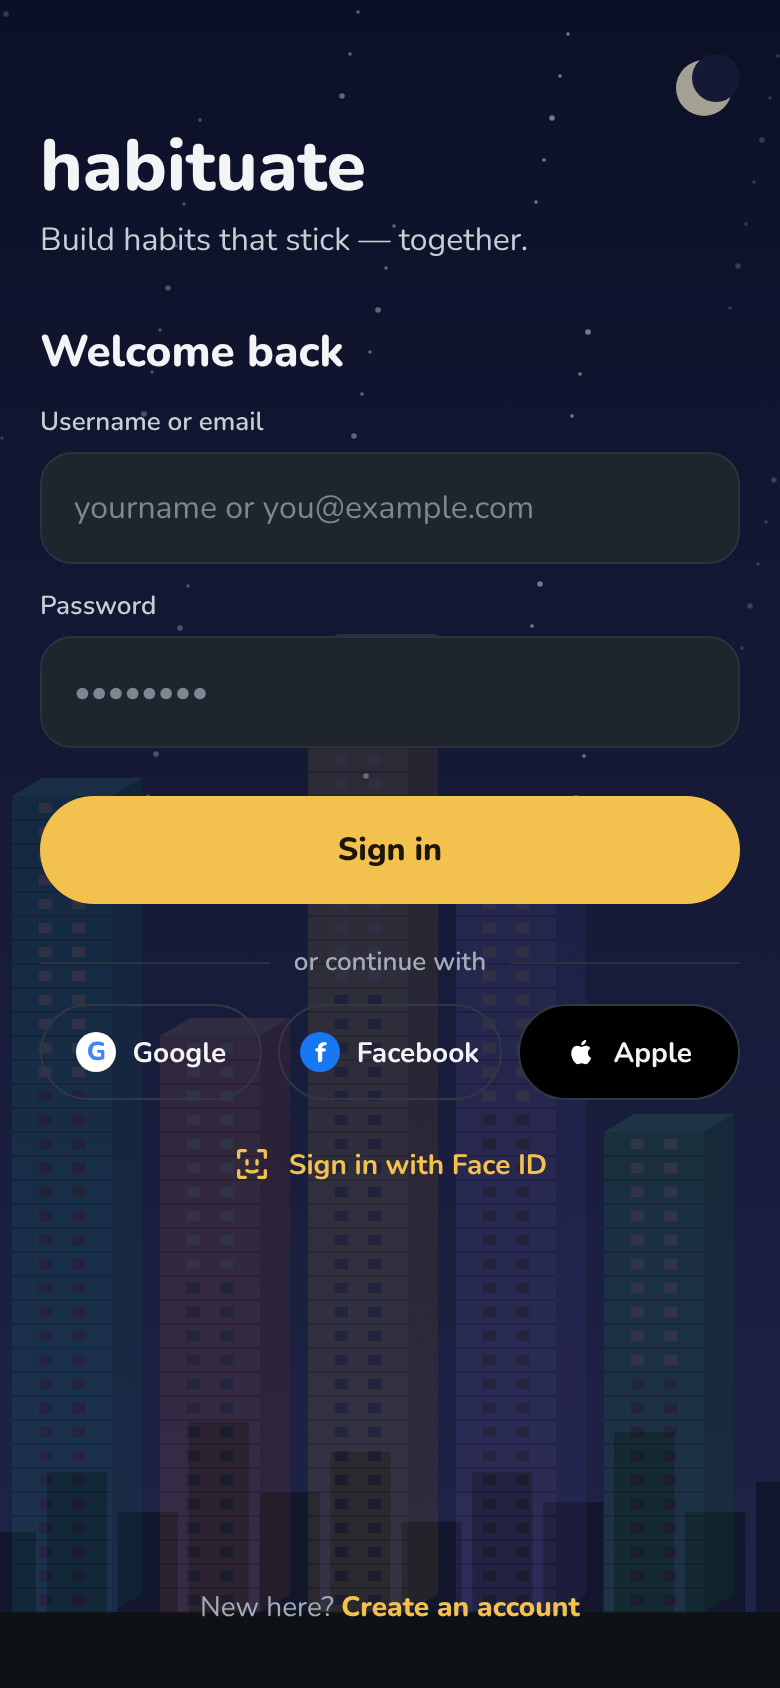 habituate
Build habits that stick — together.
Welcome back
Username or email
yourname or you@example.com
Password
••••••••
Sign in
or continue with
G Google
f Facebook
Apple
Sign in with Face ID
New here? Create an account